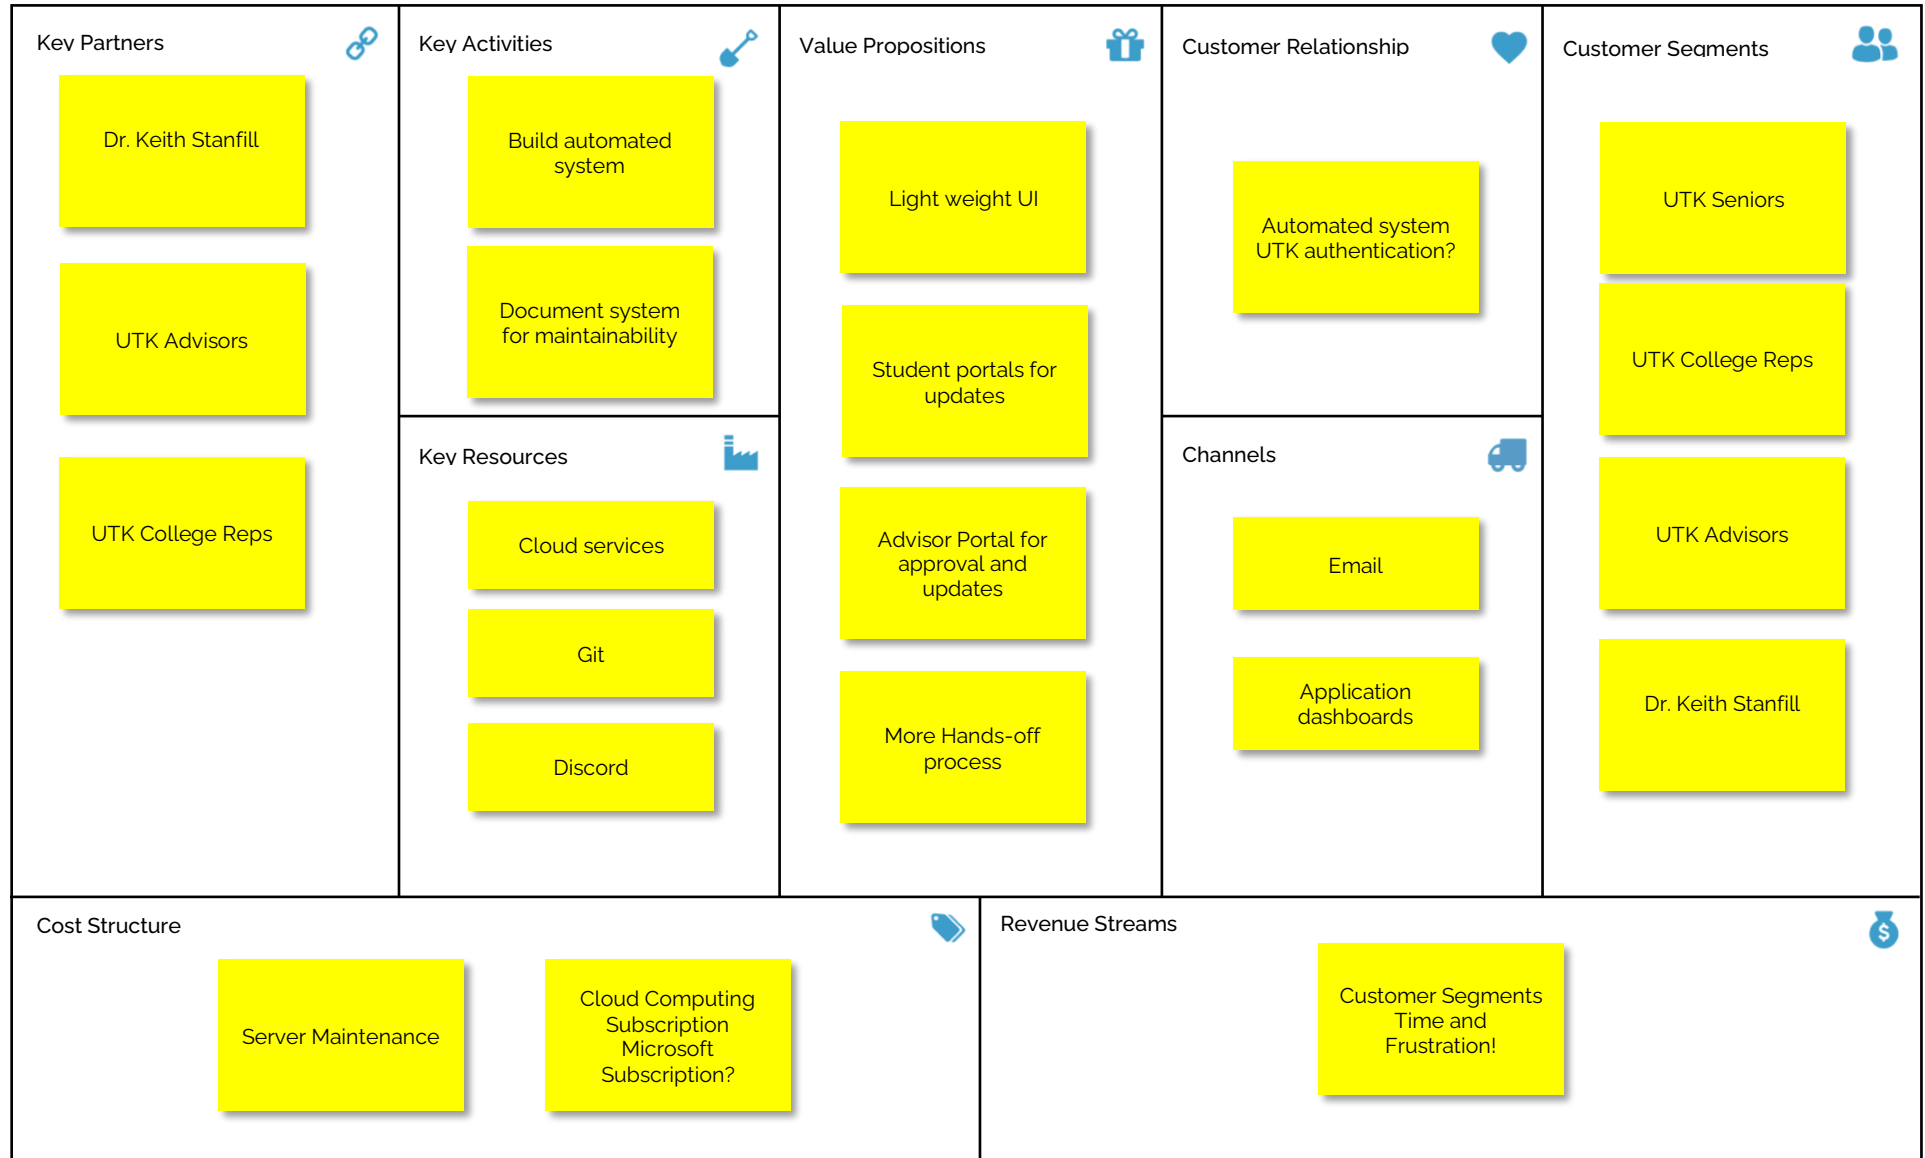 Key Partners
Dr. Keith Stanfill
UTK Advisors
UTK College Reps
Key Activities
Build automated
system
Document system
for maintainability
Key Resources
Cloud services
Git
Discord
Value Propositions
Light weight UI
Student portals for
updates
Advisor Portal for
approval and
updates
More Hands-off
process
Customer Relationship
Automated system
UTK authentication?
Channels
Email
Application
dashboards
Customer Segments
UTK Seniors
UTK College Reps
UTK Advisors
Dr. Keith Stanfill
Cost Structure
Server Maintenance
Cloud Computing
Subscription
Microsoft
Subscription?
Revenue Streams
$
Customer Segments
Time and
Frustration!